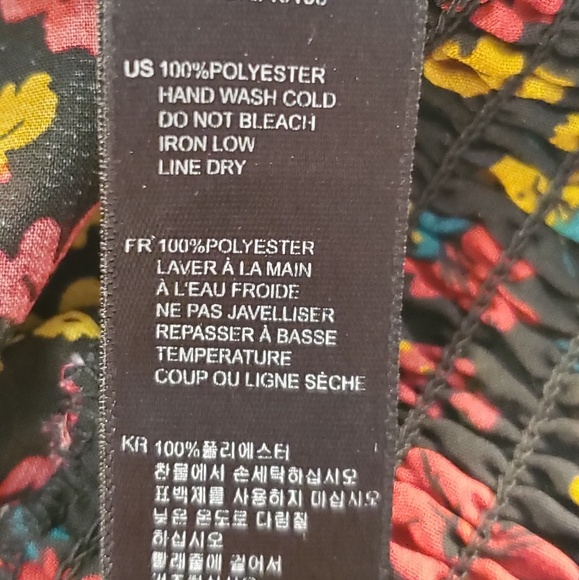 US 100%POLYESTER
HAND WASH COLD
DO NOT BLEACH
IRON LOW
LINE DRY
FR 100%POLYESTER
LAVER À LA MAIN
À L'EAU FROIDE
NE PAS JAVELLISER
REPASSER À BASSE
TEMPERATURE
COUP OU LIGNE SÈCHE
KR 100%폴리에스터
찬물에서 손세탁하십시오
표백제를 사용하지 마십시오
낮은 온도로 다림질
하십시오
빨래줄에 걸어서